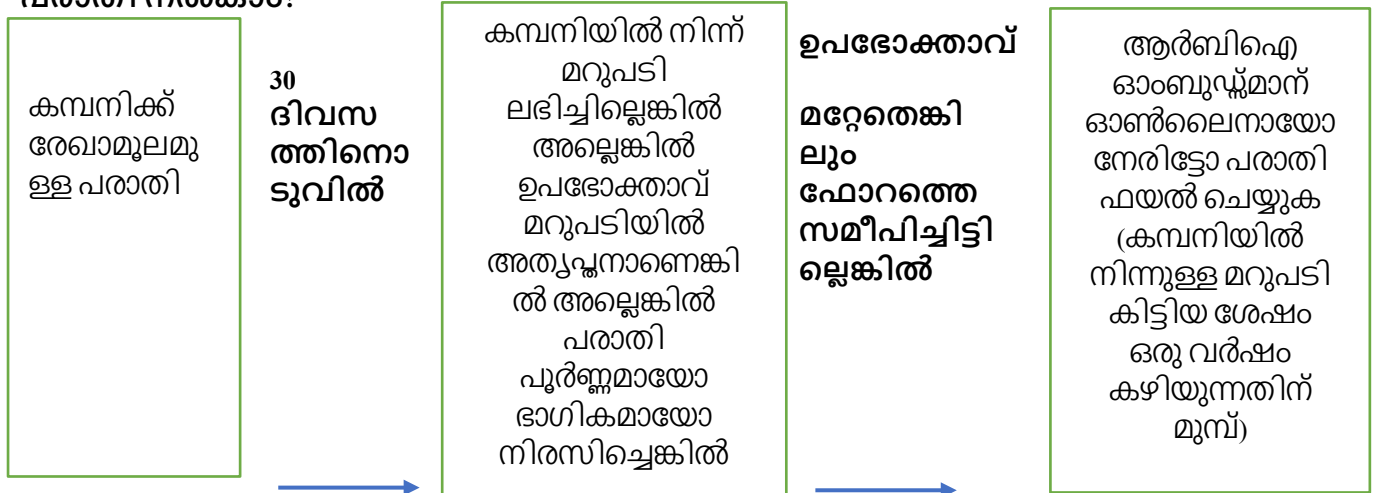 പരാതി നൽകാം?
കമ്പനിക്ക്
രേഖാമൂലമു
ള്ള പരാതി
30
ദിവസ
ത്തിനൊ
ടുവിൽ
കമ്പനിയിൽ നിന്ന്
മറുപടി
ലഭിച്ചില്ലെങ്കിൽ
അല്ലെങ്കിൽ
ഉപഭോക്താവ്
മറുപടിയിൽ
അതൃപ്തനാണെങ്കി
ൽ അല്ലെങ്കിൽ
പരാതി
പൂർണ്ണമായോ
ഭാഗികമായോ
നിരസിച്ചെങ്കിൽ
ഉപഭോക്താവ്
മറ്റേതെങ്കി
ലും
ഫോറത്തെ
സമീപിച്ചിട്ടി
ല്ലെങ്കിൽ
ആർബിഐ
ഓംബുഡ്സ്മാന്
ഓൺലൈനായോ
നേരിട്ടോ പരാതി
ഫയൽ ചെയ്യുക
(കമ്പനിയിൽ
നിന്നുള്ള മറുപടി
കിട്ടിയ ശേഷം
ഒരു വർഷം
കഴിയുന്നതിന്
മുമ്പ്)